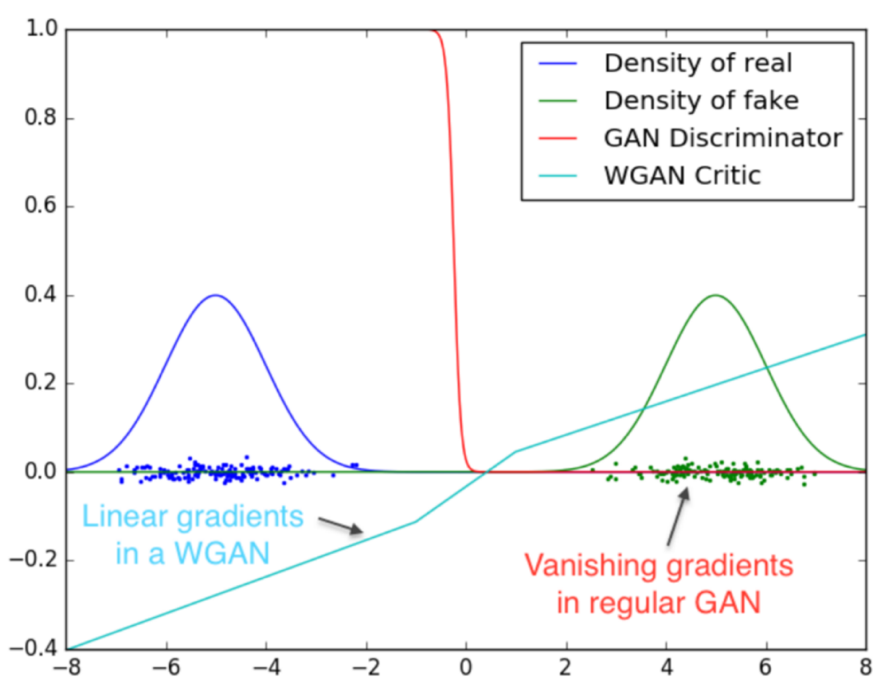 1.0
0.8
0.6
0.4
0.2
0.0
−0.2
−0.4
−8
−6
−4
−2
0
2
4
6
8
Density of real
Density of fake
GAN Discriminator
WGAN Critic
Linear gradients
in a WGAN
Vanishing gradients
in regular GAN